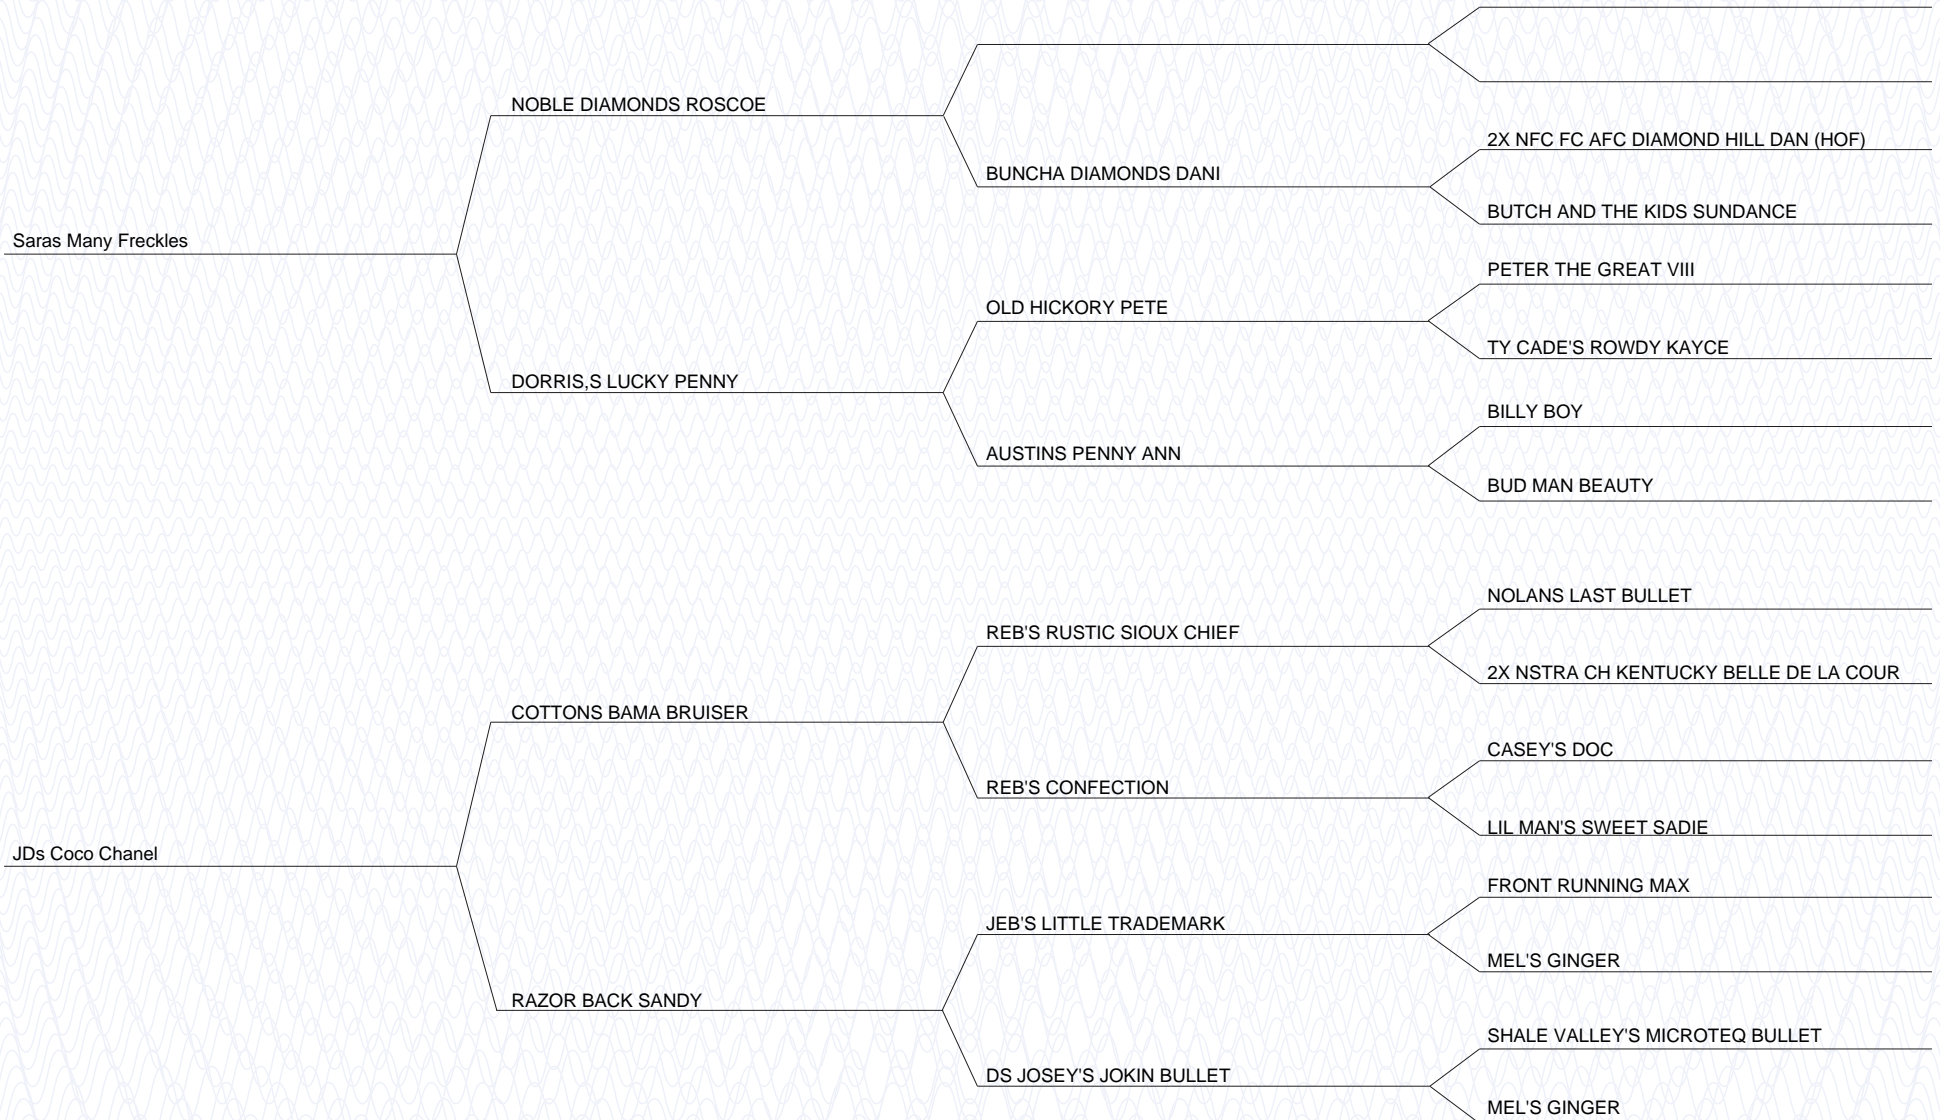 NOBLE DIAMONDS ROSCOE
2X NFC FC AFC DIAMOND HILL DAN (HOF)
BUNCHA DIAMONDS DANI
BUTCH AND THE KIDS SUNDANCE
Saras Many Freckles
PETER THE GREAT VIII
OLD HICKORY PETE
TY CADE'S ROWDY KAYCE
DORRIS,S LUCKY PENNY
BILLY BOY
AUSTINS PENNY ANN
BUD MAN BEAUTY
NOLANS LAST BULLET
REB'S RUSTIC SIOUX CHIEF
2X NSTRA CH KENTUCKY BELLE DE LA COUR
COTTONS BAMA BRUISER
CASEY'S DOC
REB'S CONFECTION
LIL MAN'S SWEET SADIE
JDs Coco Chanel
FRONT RUNNING MAX
JEB'S LITTLE TRADEMARK
MEL'S GINGER
RAZOR BACK SANDY
SHALE VALLEY'S MICROTEQ BULLET
DS JOSEY'S JOKIN BULLET
MEL'S GINGER